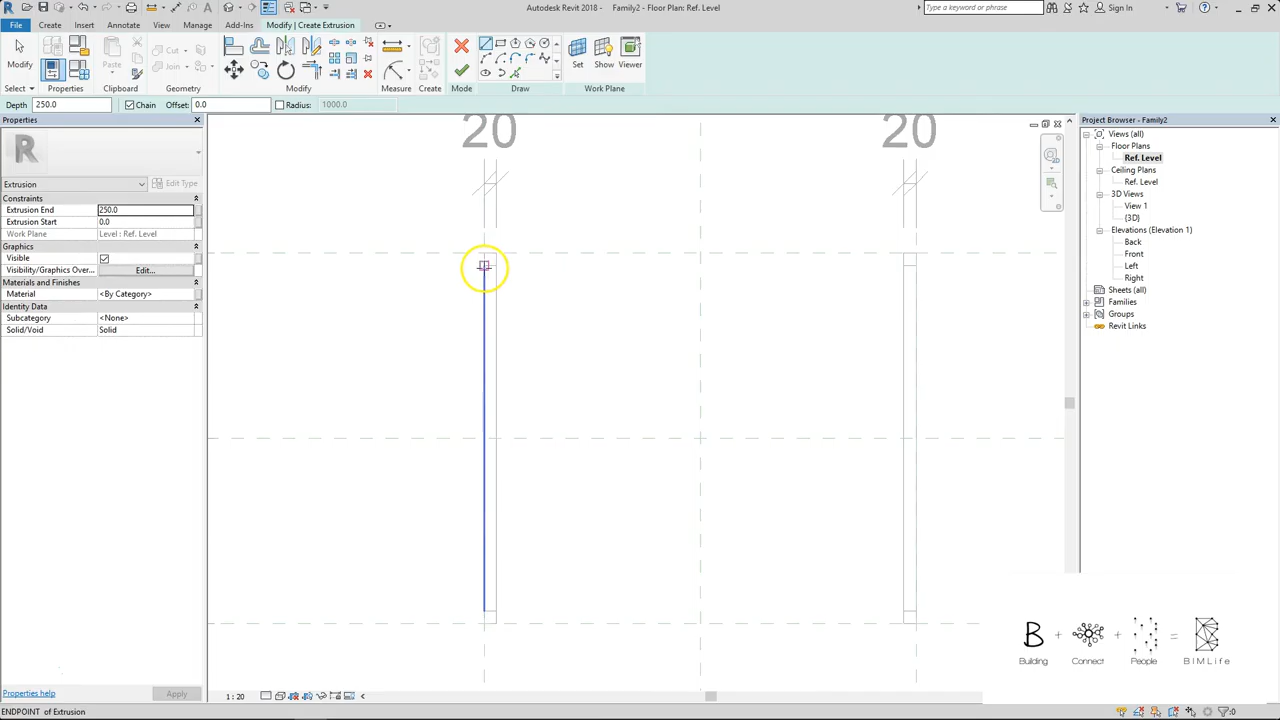 Autodesk Revit 2018 -    Family2 - Floor Plan: Ref. Level
Type a keyword or phrase
Sign In
File
Create
Insert
Annotate
View
Manage
Add-Ins
Modify | Create Extrusion
Modify
Paste
Cut
Join
Set
Show
Viewer
Select
Properties
Clipboard
Geometry
Modify
Measure
Create
Mode
Draw
Work Plane
Depth
250.0
Chain
Offset:
0.0
Radius:
1000.0
Properties
R
Extrusion
Edit Type
Constraints
Extrusion End
250.0
Extrusion Start
0.0
Work Plane
Level : Ref. Level
Graphics
Visible
Visibility/Graphics Over...
Edit...
Materials and Finishes
Material
<By Category>
Identity Data
Subcategory
<None>
Solid/Void
Solid
Properties help
Apply
20
20
1 : 20
Project Browser - Family2
Views (all)
Floor Plans
Ref. Level
Ceiling Plans
Ref. Level
3D Views
View 1
{3D}
Elevations (Elevation 1)
Back
Front
Left
Right
Sheets (all)
Families
Groups
Revit Links
B + + =
Building
Connect
People
BIMLife
ENDPOINT of Extrusion
:0